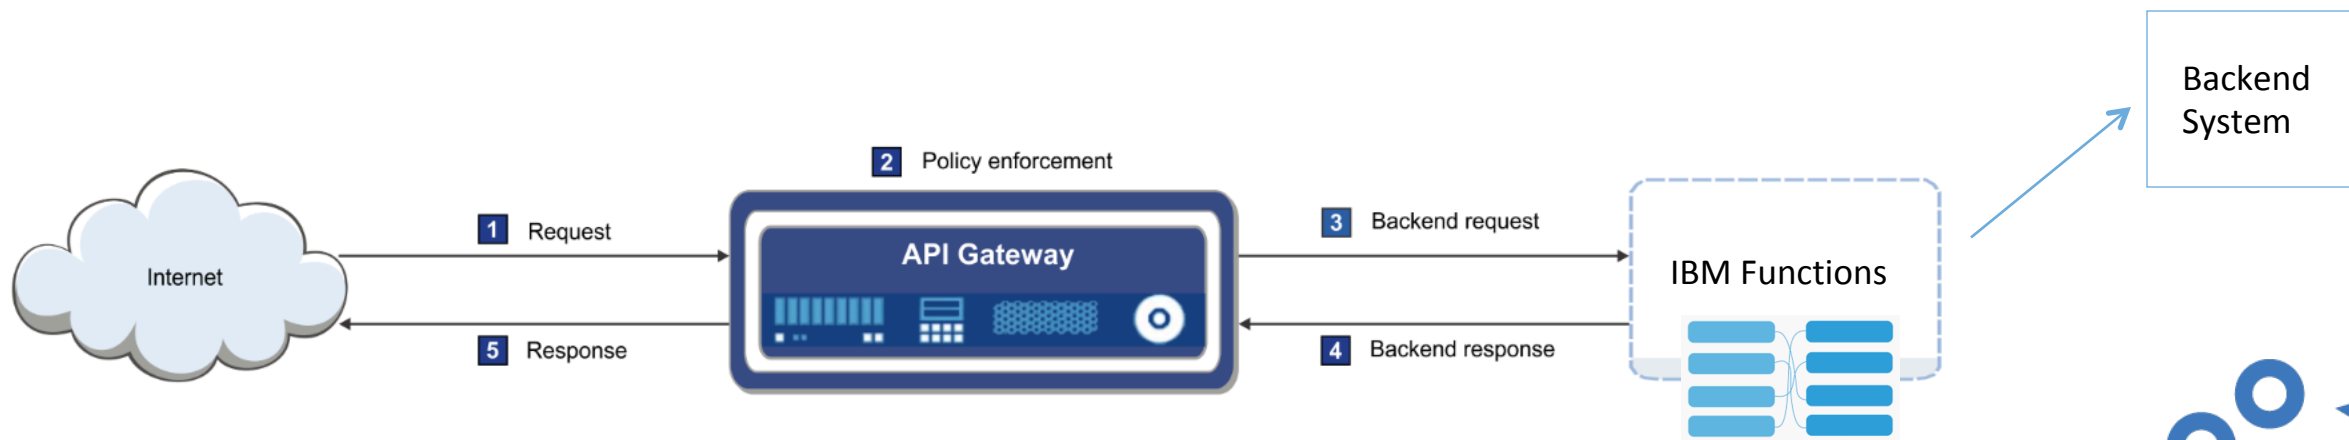 Backend
System
2 Policy enforcement
1 Request
3 Backend request
API Gateway
Internet
IBM Functions
5 Response
4 Backend response